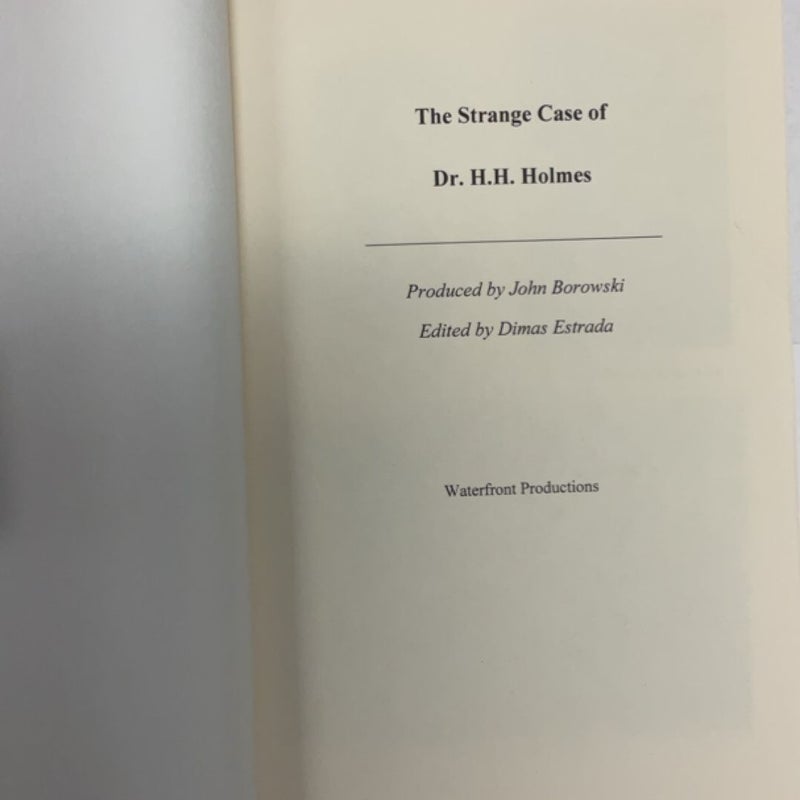 The Strange Case of
Dr. H.H. Holmes
Produced by John Borowski
Edited by Dimas Estrada
Waterfront Productions